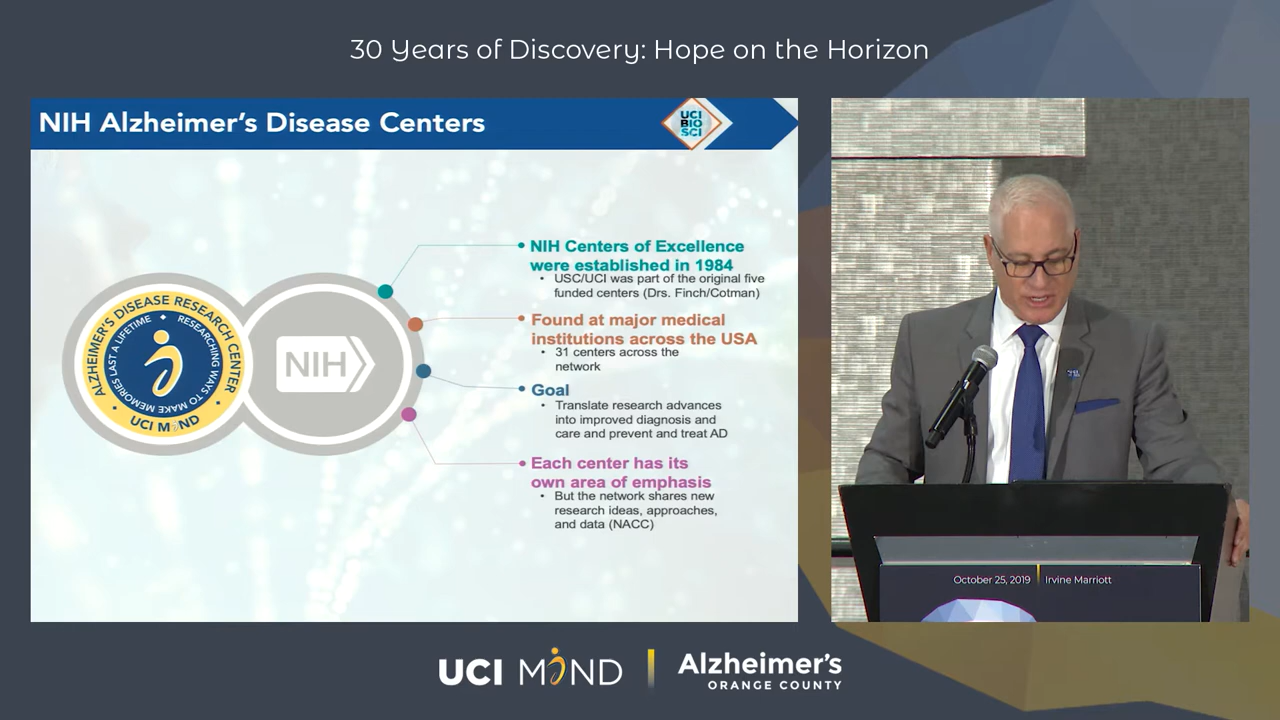 30 Years of Discovery: Hope on the Horizon
NIH Alzheimer's Disease Centers
UCI
BIO
SCI
ALZHEIMER'S DISEASE RESEARCH CENTER
RESEARCHING WAYS TO MAKE MEMORIES LAST A LIFETIME
UCI MIND
NIH
• NIH Centers of Excellence
were established in 1984
• USC/UCI was part of the original five
funded centers (Drs. Finch/Cotman)
• Found at major medical
institutions across the USA
• 31 centers across the
network
• Goal
• Translate research advances
into improved diagnosis and
care and prevent and treat AD
• Each center has its
own area of emphasis
• But the network shares new
research ideas, approaches,
and data (NACC)
October 25, 2019 | Irvine Marriott
UCI MIND
Alzheimer's
ORANGE COUNTY